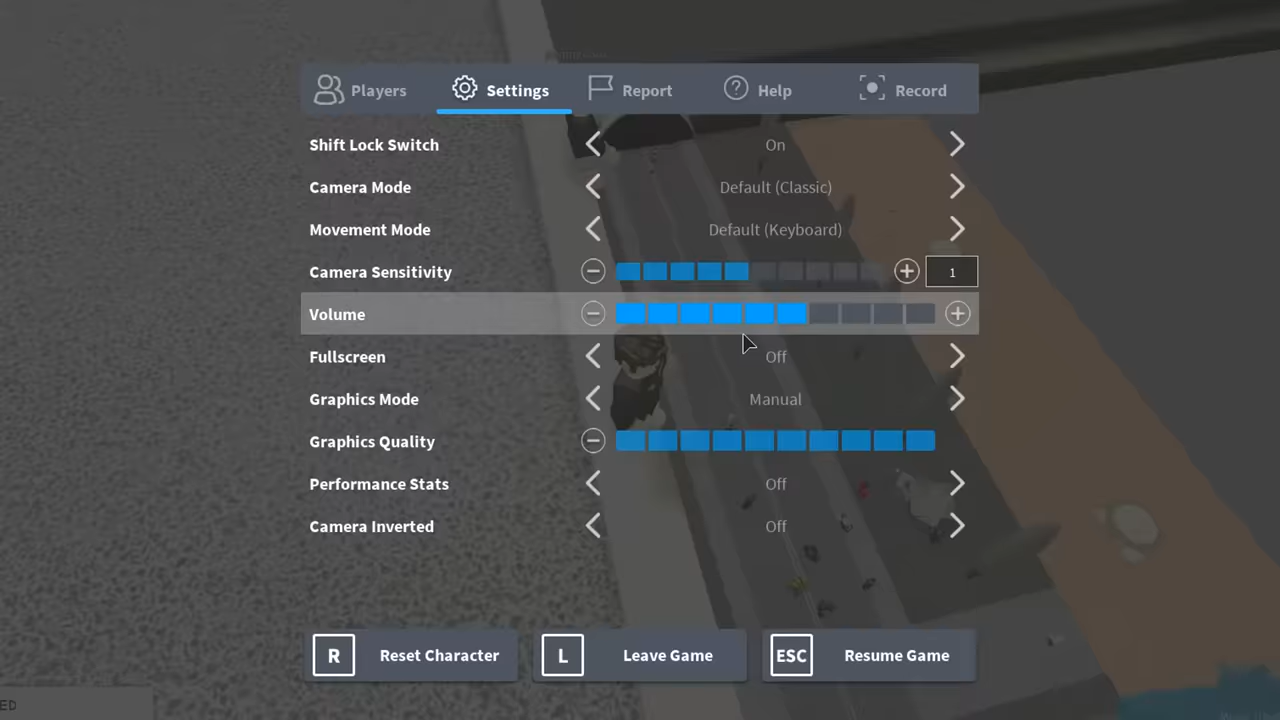 Players Settings Report Help Record
Shift Lock Switch On
Camera Mode Default (Classic)
Movement Mode Default (Keyboard)
Camera Sensitivity 1
Volume
Fullscreen Off
Graphics Mode Manual
Graphics Quality
Performance Stats Off
Camera Inverted Off
R Reset Character L Leave Game ESC Resume Game
ED